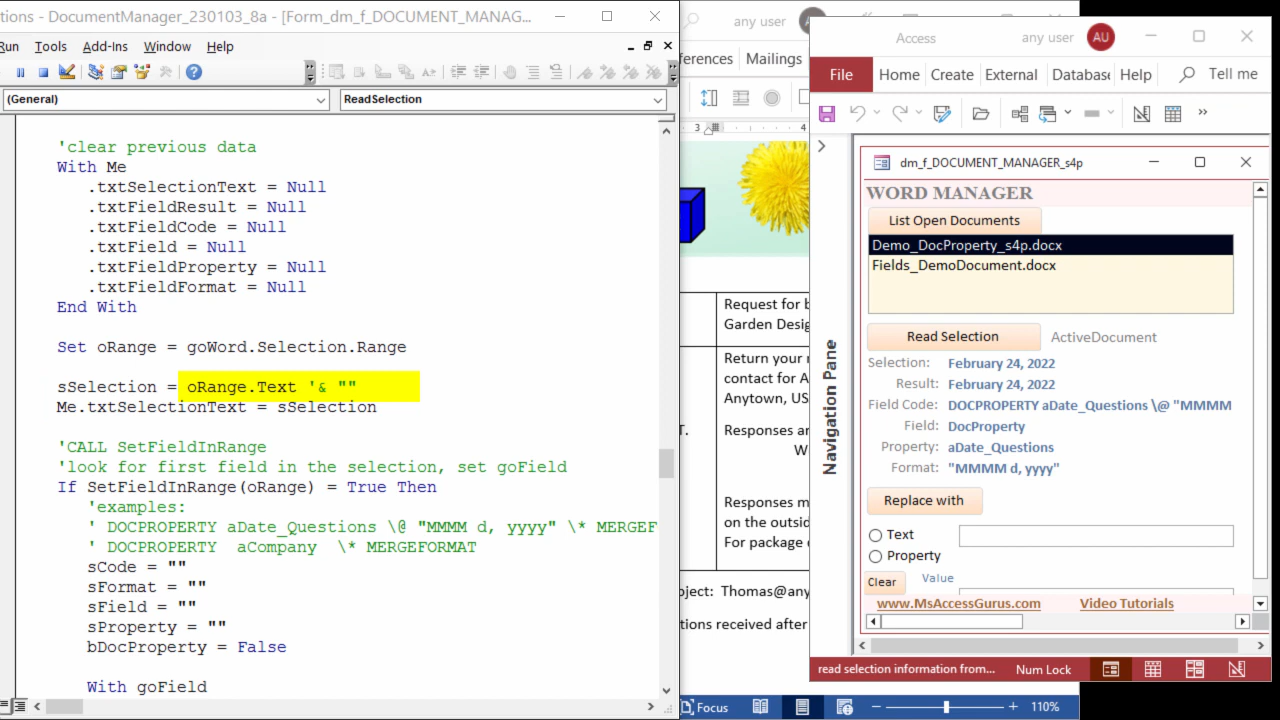 tions - DocumentManager_230103_8a - [Form_dm_f_DOCUMENT_MANAG...
Run Tools Add-Ins Window Help
(General)
ReadSelection
'clear previous data
With Me
.txtSelectionText = Null
.txtFieldResult = Null
.txtFieldCode = Null
.txtField = Null
.txtFieldProperty = Null
.txtFieldFormat = Null
End With
Set oRange = goWord.Selection.Range
sSelection = oRange.Text '& ""
Me.txtSelectionText = sSelection
'CALL SetFieldInRange
'look for first field in the selection, set goField
If SetFieldInRange(oRange) = True Then
'examples:
' DOCPROPERTY aDate_Questions \@ "MMMM d, yyyy" \* MERGEF
' DOCPROPERTY  aCompany  \* MERGEFORMAT
sCode = ""
sFormat = ""
sField = ""
sProperty = ""
bDocProperty = False
With goField
any user
ferences Mailings
3 4
Request for b
Garden Desig
Return your r
contact for A
Anytown, US
T.
Responses ar
W
Responses m
on the outsid
For package d
oject: Thomas@any
tions received after
Focus
110%
Access
any user AU
File Home Create External Database Help Tell me
Navigation Pane
dm_f_DOCUMENT_MANAGER_s4p
WORD MANAGER
List Open Documents
Demo_DocProperty_s4p.docx
Fields_DemoDocument.docx
Read Selection ActiveDocument
Selection: February 24, 2022
Result: February 24, 2022
Field Code: DOCPROPERTY aDate_Questions \@ "MMMM
Field: DocProperty
Property: aDate_Questions
Format: "MMMM d, yyyy"
Replace with
Text
Property
Clear Value
www.MsAccessGurus.com Video Tutorials
read selection information from... Num Lock